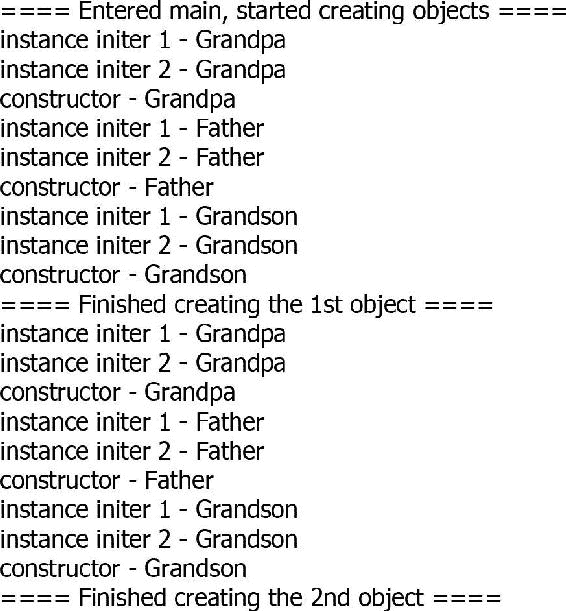 ==== Entered main, started creating objects ====
instance initer 1 - Grandpa
instance initer 2 - Grandpa
constructor - Grandpa
instance initer 1 - Father
instance initer 2 - Father
constructor - Father
instance initer 1 - Grandson
instance initer 2 - Grandson
constructor - Grandson
==== Finished creating the 1st object ====
instance initer 1 - Grandpa
instance initer 2 - Grandpa
constructor - Grandpa
instance initer 1 - Father
instance initer 2 - Father
constructor - Father
instance initer 1 - Grandson
instance initer 2 - Grandson
constructor - Grandson
==== Finished creating the 2nd object ====